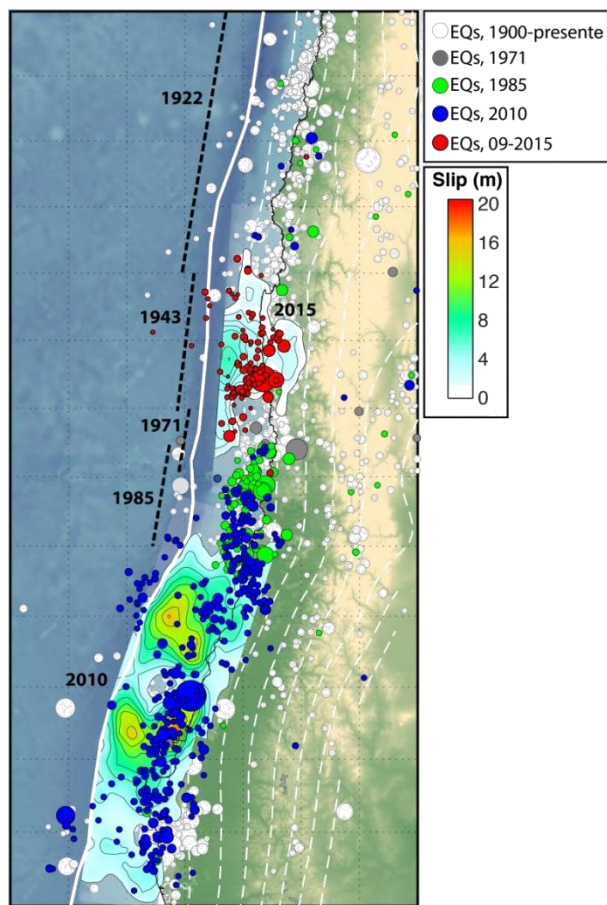 EQs, 1900-presente
EQs, 1971
EQs, 1985
EQs, 2010
EQs, 09-2015
Slip (m)
20
16
12
8
4
0
1922
1943
2015
1971
1985
2010